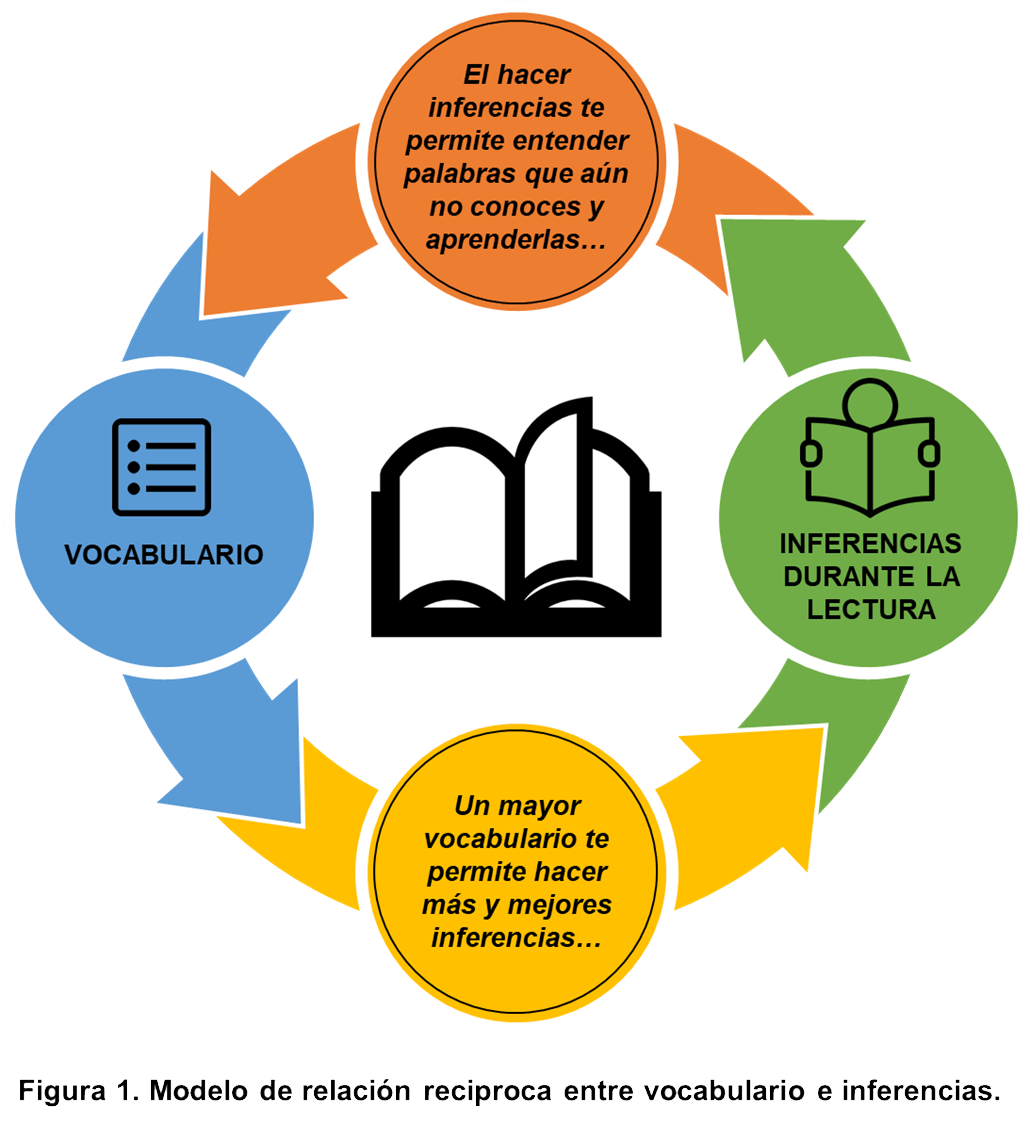 El hacer
inferencias te
permite entender
palabras que aún
no conoces y
aprenderlas…
VOCABULARIO
INFERENCIAS
DURANTE LA
LECTURA
Un mayor
vocabulario te
permite hacer
más y mejores
inferencias…
Figura 1. Modelo de relación reciproca entre vocabulario e inferencias.